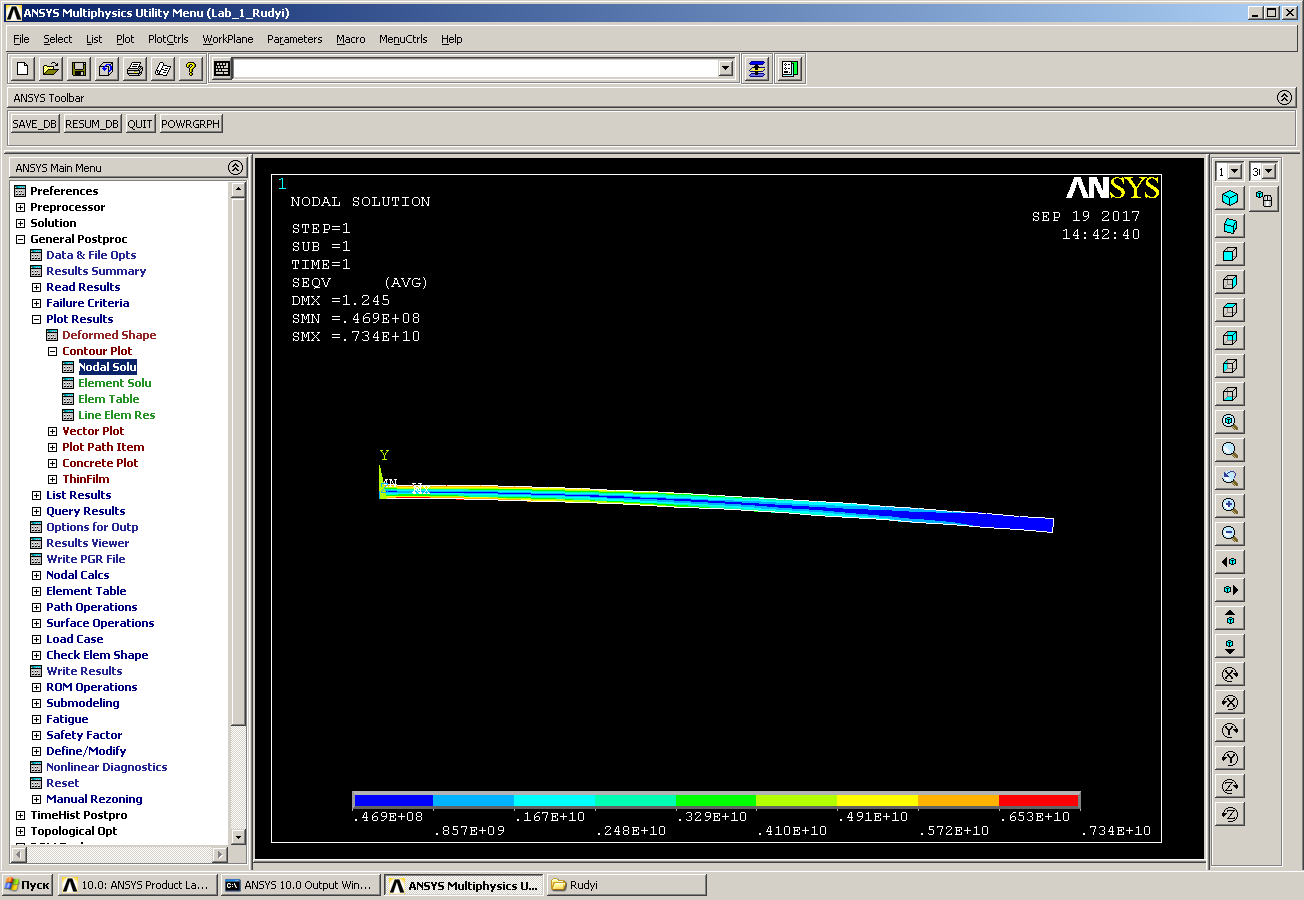 ANSYS Multiphysics Utility Menu (Lab_1_Rudyi)
File Select List Plot PlotCtrls WorkPlane Parameters Macro MenuCtrls Help
ANSYS Toolbar
SAVE_DB RESUM_DB QUIT POWRGRPH
ANSYS Main Menu
Preferences
Preprocessor
Solution
General Postproc
Data & File Opts
Results Summary
Read Results
Failure Criteria
Plot Results
Deformed Shape
Contour Plot
Nodal Solu
Element Solu
Elem Table
Line Elem Res
Vector Plot
Plot Path Item
Concrete Plot
ThinFilm
List Results
Query Results
Options for Outp
Results Viewer
Write PGR File
Nodal Calcs
Element Table
Path Operations
Surface Operations
Load Case
Check Elem Shape
Write Results
ROM Operations
Submodeling
Fatigue
Safety Factor
Define/Modify
Nonlinear Diagnostics
Reset
Manual Rezoning
TimeHist Postpro
Topological Opt
1
NODAL SOLUTION
STEP=1
SUB =1
TIME=1
SEQV (AVG)
DMX =1.245
SMN =.469E+08
SMX =.734E+10
ANSYS
SEP 19 2017
14:42:40
Y
MN
.469E+08 .167E+10 .329E+10 .491E+10 .653E+10
.857E+09 .248E+10 .410E+10 .572E+10 .734E+10
1
Пуск
10.0: ANSYS Product La...
ANSYS 10.0 Output Win...
ANSYS Multiphysics U...
Rudyi